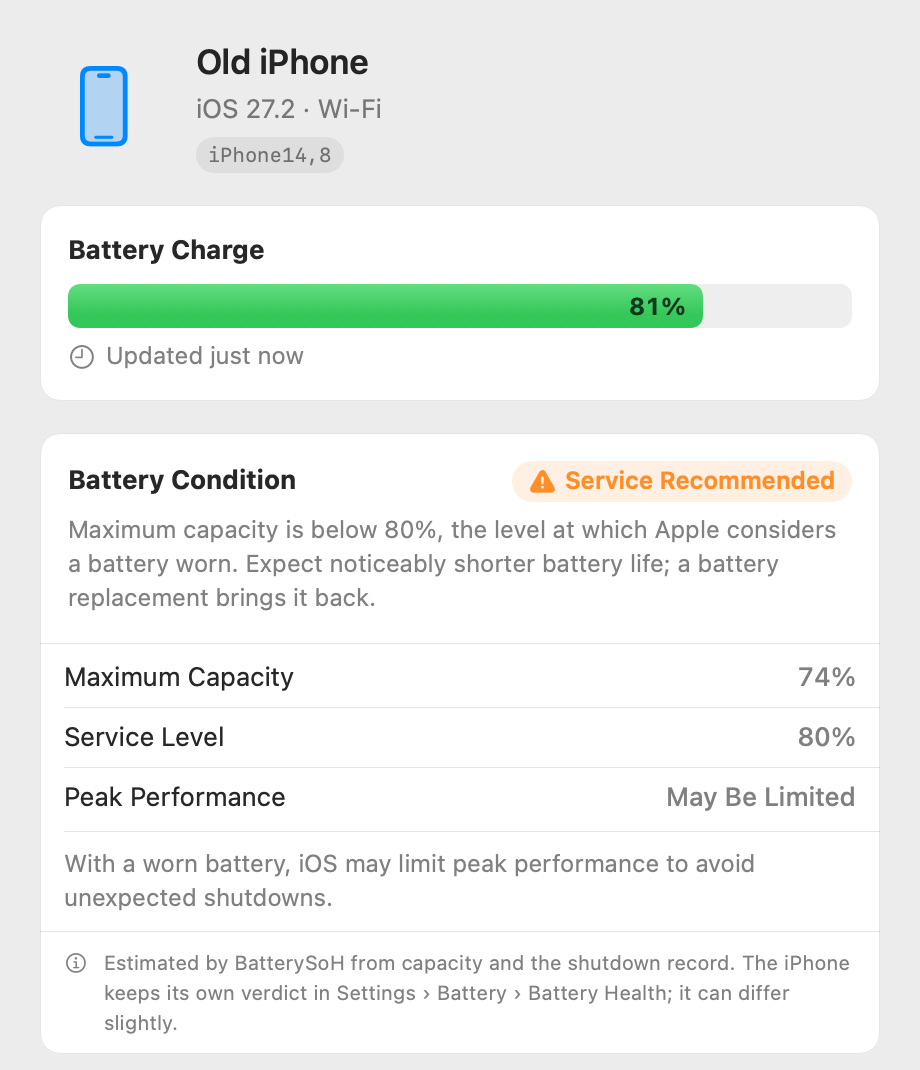 Old iPhone
iOS 27.2 · Wi-Fi
iPhone14,8
Battery Charge
81%
Updated just now
Battery Condition
Service Recommended
Maximum capacity is below 80%, the level at which Apple considers
a battery worn. Expect noticeably shorter battery life; a battery
replacement brings it back.
Maximum Capacity
74%
Service Level
80%
Peak Performance
May Be Limited
With a worn battery, iOS may limit peak performance to avoid
unexpected shutdowns.
Estimated by BatterySoH from capacity and the shutdown record. The iPhone
keeps its own verdict in Settings › Battery › Battery Health; it can differ
slightly.